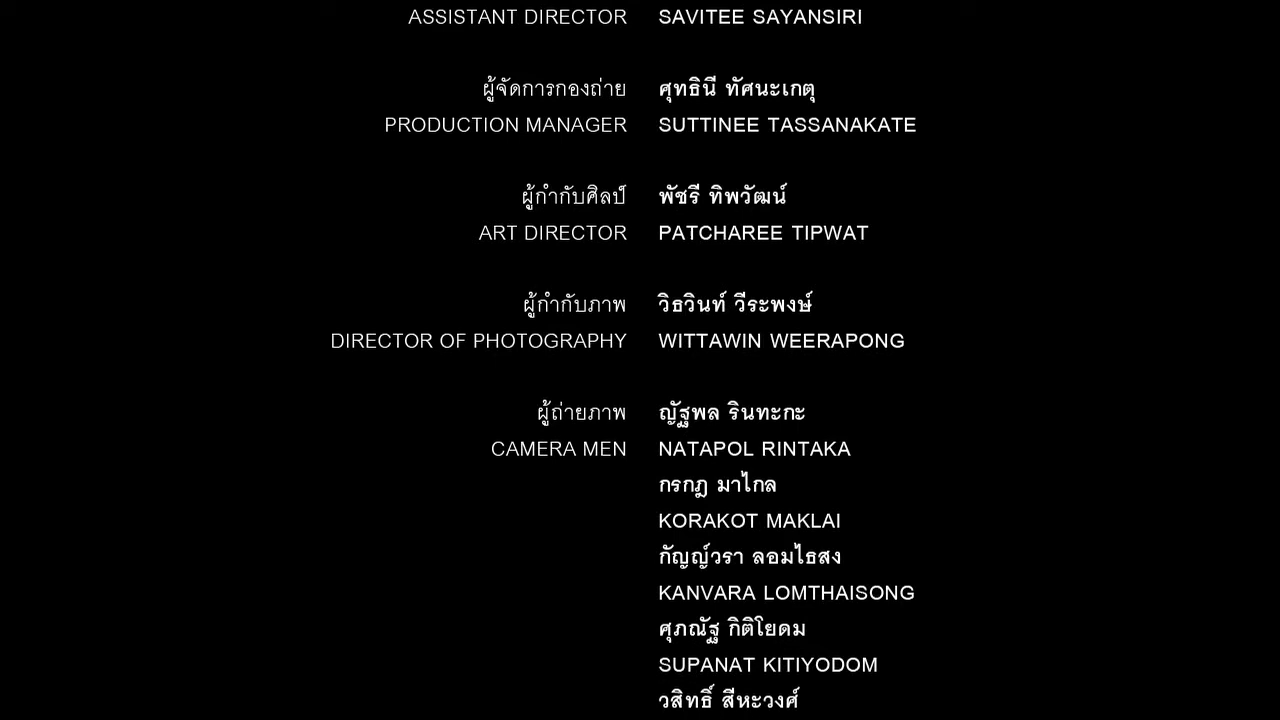 ASSISTANT DIRECTOR SAVITEE SAYANSIRI
ผู้จัดการกองถ่าย ศุทธินี ทัศนะเกตุ
PRODUCTION MANAGER SUTTINEE TASSANAKATE
ผู้กำกับศิลป์ พัชรี ทิพวัฒน์
ART DIRECTOR PATCHAREE TIPWAT
ผู้กำกับภาพ วิธวินท์ วีระพงษ์
DIRECTOR OF PHOTOGRAPHY WITTAWIN WEERAPONG
ผู้ถ่ายภาพ ญัฐพล รินทะกะ
CAMERA MEN NATAPOL RINTAKA
กรกฎ มาไกล
KORAKOT MAKLAI
กัญญ์วรา ลอมไธสง
KANVARA LOMTHAISONG
ศุภณัฐ กิติโยดม
SUPANAT KITIYODOM
วสิทธิ์ สีหะวงศ์